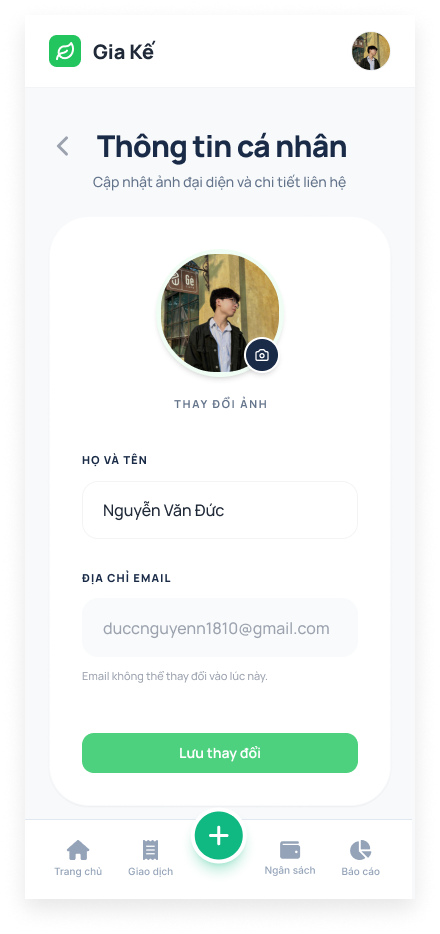 Gia Kế
Thông tin cá nhân
Cập nhật ảnh đại diện và chi tiết liên hệ
Gè
THAY ĐỔI ẢNH
HỌ VÀ TÊN
Nguyễn Văn Đức
ĐỊA CHỈ EMAIL
duccnguyenn1810@gmail.com
Email không thể thay đổi vào lúc này.
Lưu thay đổi
Trang chủ
Giao dịch
Ngân sách
Báo cáo